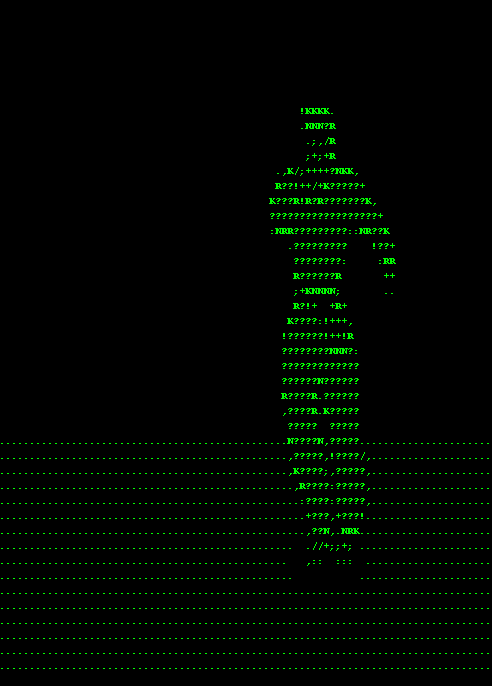 !KKKK.
.NNN?R
.;,/R
;+;+R
.,K/;++++?NKK,
R??!++/+K?????+
K???R!R?R???????K,
??????????????????+
:NRR?????????::NR??K
.????????? !??+
????????: :RR
R??????R ++
;+KNNNN; ..
R?!+ +R+
K????:!+++,
!??????!++!R
????????NNN?:
?????????????
??????N??????
R????R.??????
,????R.K?????
????? ?????
................................................N????N,?????......................
................................................,?????,!????/,....................
................................................,K????;,?????,....................
.................................................,R????:?????,....................
..................................................:????:?????,....................
...................................................+???,+???!.....................
...................................................,??N,.NRK......................
................................................. .//+;;+; ......................
................................................ ,:: ::: .....................
................................................. ......................
..................................................................................
..................................................................................
..................................................................................
..................................................................................
..................................................................................
..................................................................................